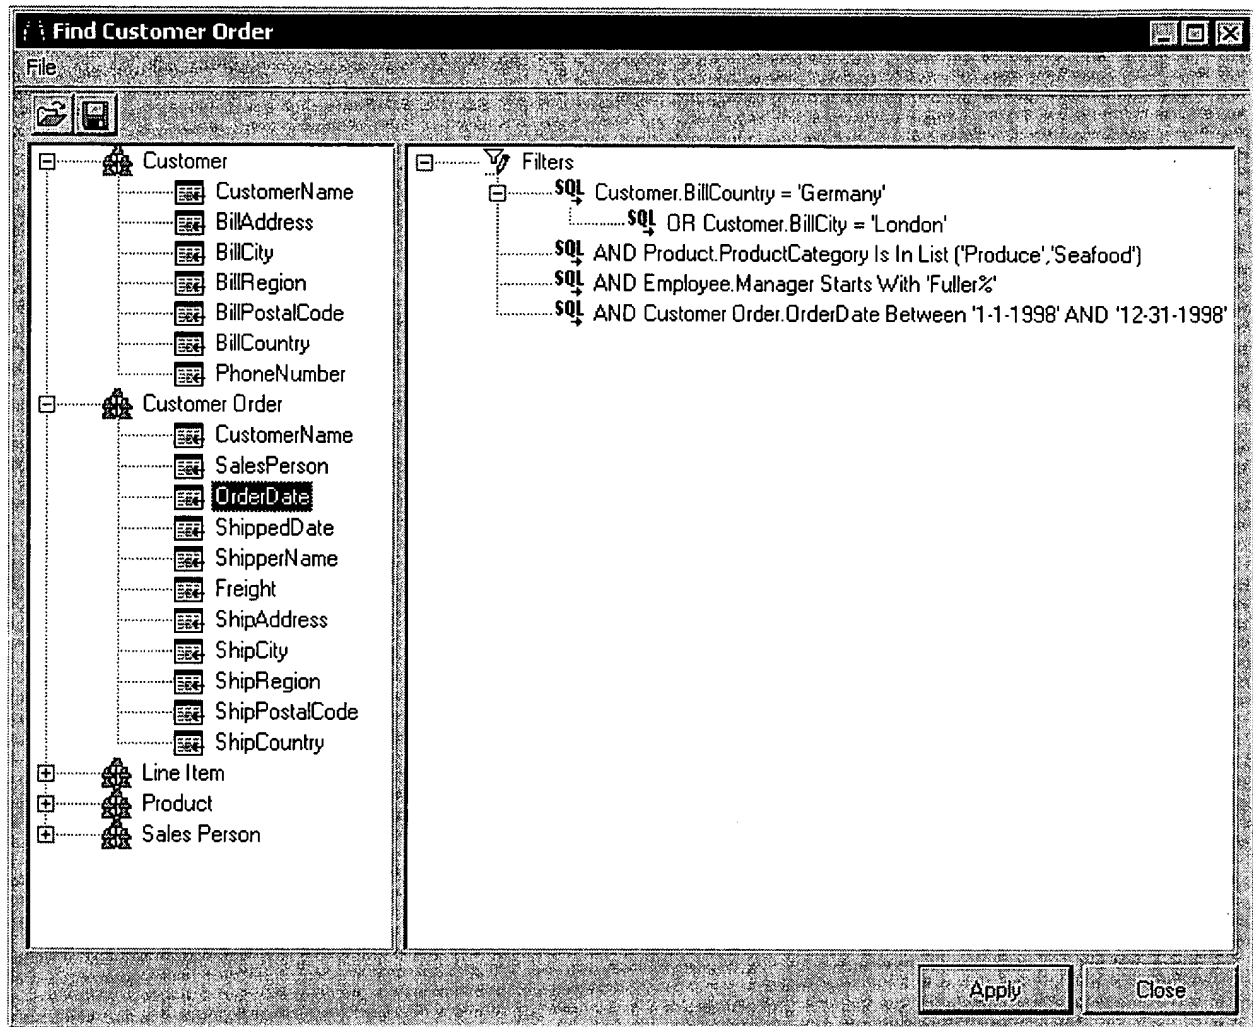 Find Customer Order
File
Customer
CustomerName
BillAddress
BillCity
BillRegion
BillPostalCode
BillCountry
PhoneNumber
Customer Order
CustomerName
SalesPerson
OrderDate
ShippedDate
ShipperName
Freight
ShipAddress
ShipCity
ShipRegion
ShipPostalCode
ShipCountry
Line Item
Product
Sales Person
Filters
SQL Customer.BillCountry = 'Germany'
SQL OR Customer.BillCity = 'London'
SQL AND Product.ProductCategory Is In List ('Produce','Seafood')
SQL AND Employee.Manager Starts With 'Fuller%'
SQL AND Customer Order.OrderDate Between '1-1-1998' AND '12-31-1998'
Apply
Close